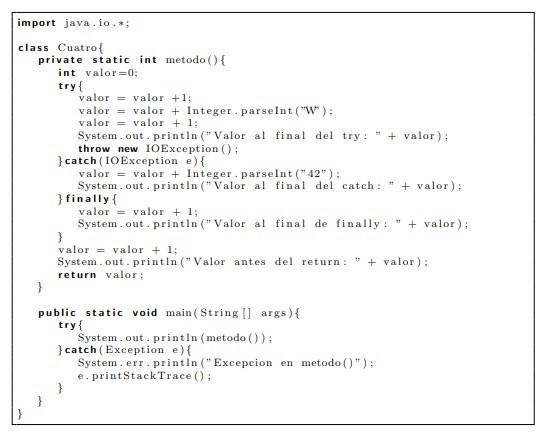 import java.io.*;
class Cuatro{
private static int metodo(){
int valor=0;
try{
valor = valor +1;
valor = valor + Integer.parseInt("W");
valor = valor + 1;
System.out.println("Valor al final del try: " + valor);
throw new IOException();
}catch(IOException e){
valor = valor + Integer.parseInt("42");
System.out.println("Valor al final del catch: " + valor);
}finally{
valor = valor + 1;
System.out.println("Valor al final de finally: " + valor);
}
valor = valor + 1;
System.out.println("Valor antes del return: " + valor);
return valor;
}
public static void main(String[] args){
try{
System.out.println(metodo());
}catch(Exception e){
System.err.println("Excepcion en metodo()");
e.printStackTrace();
}
}
}